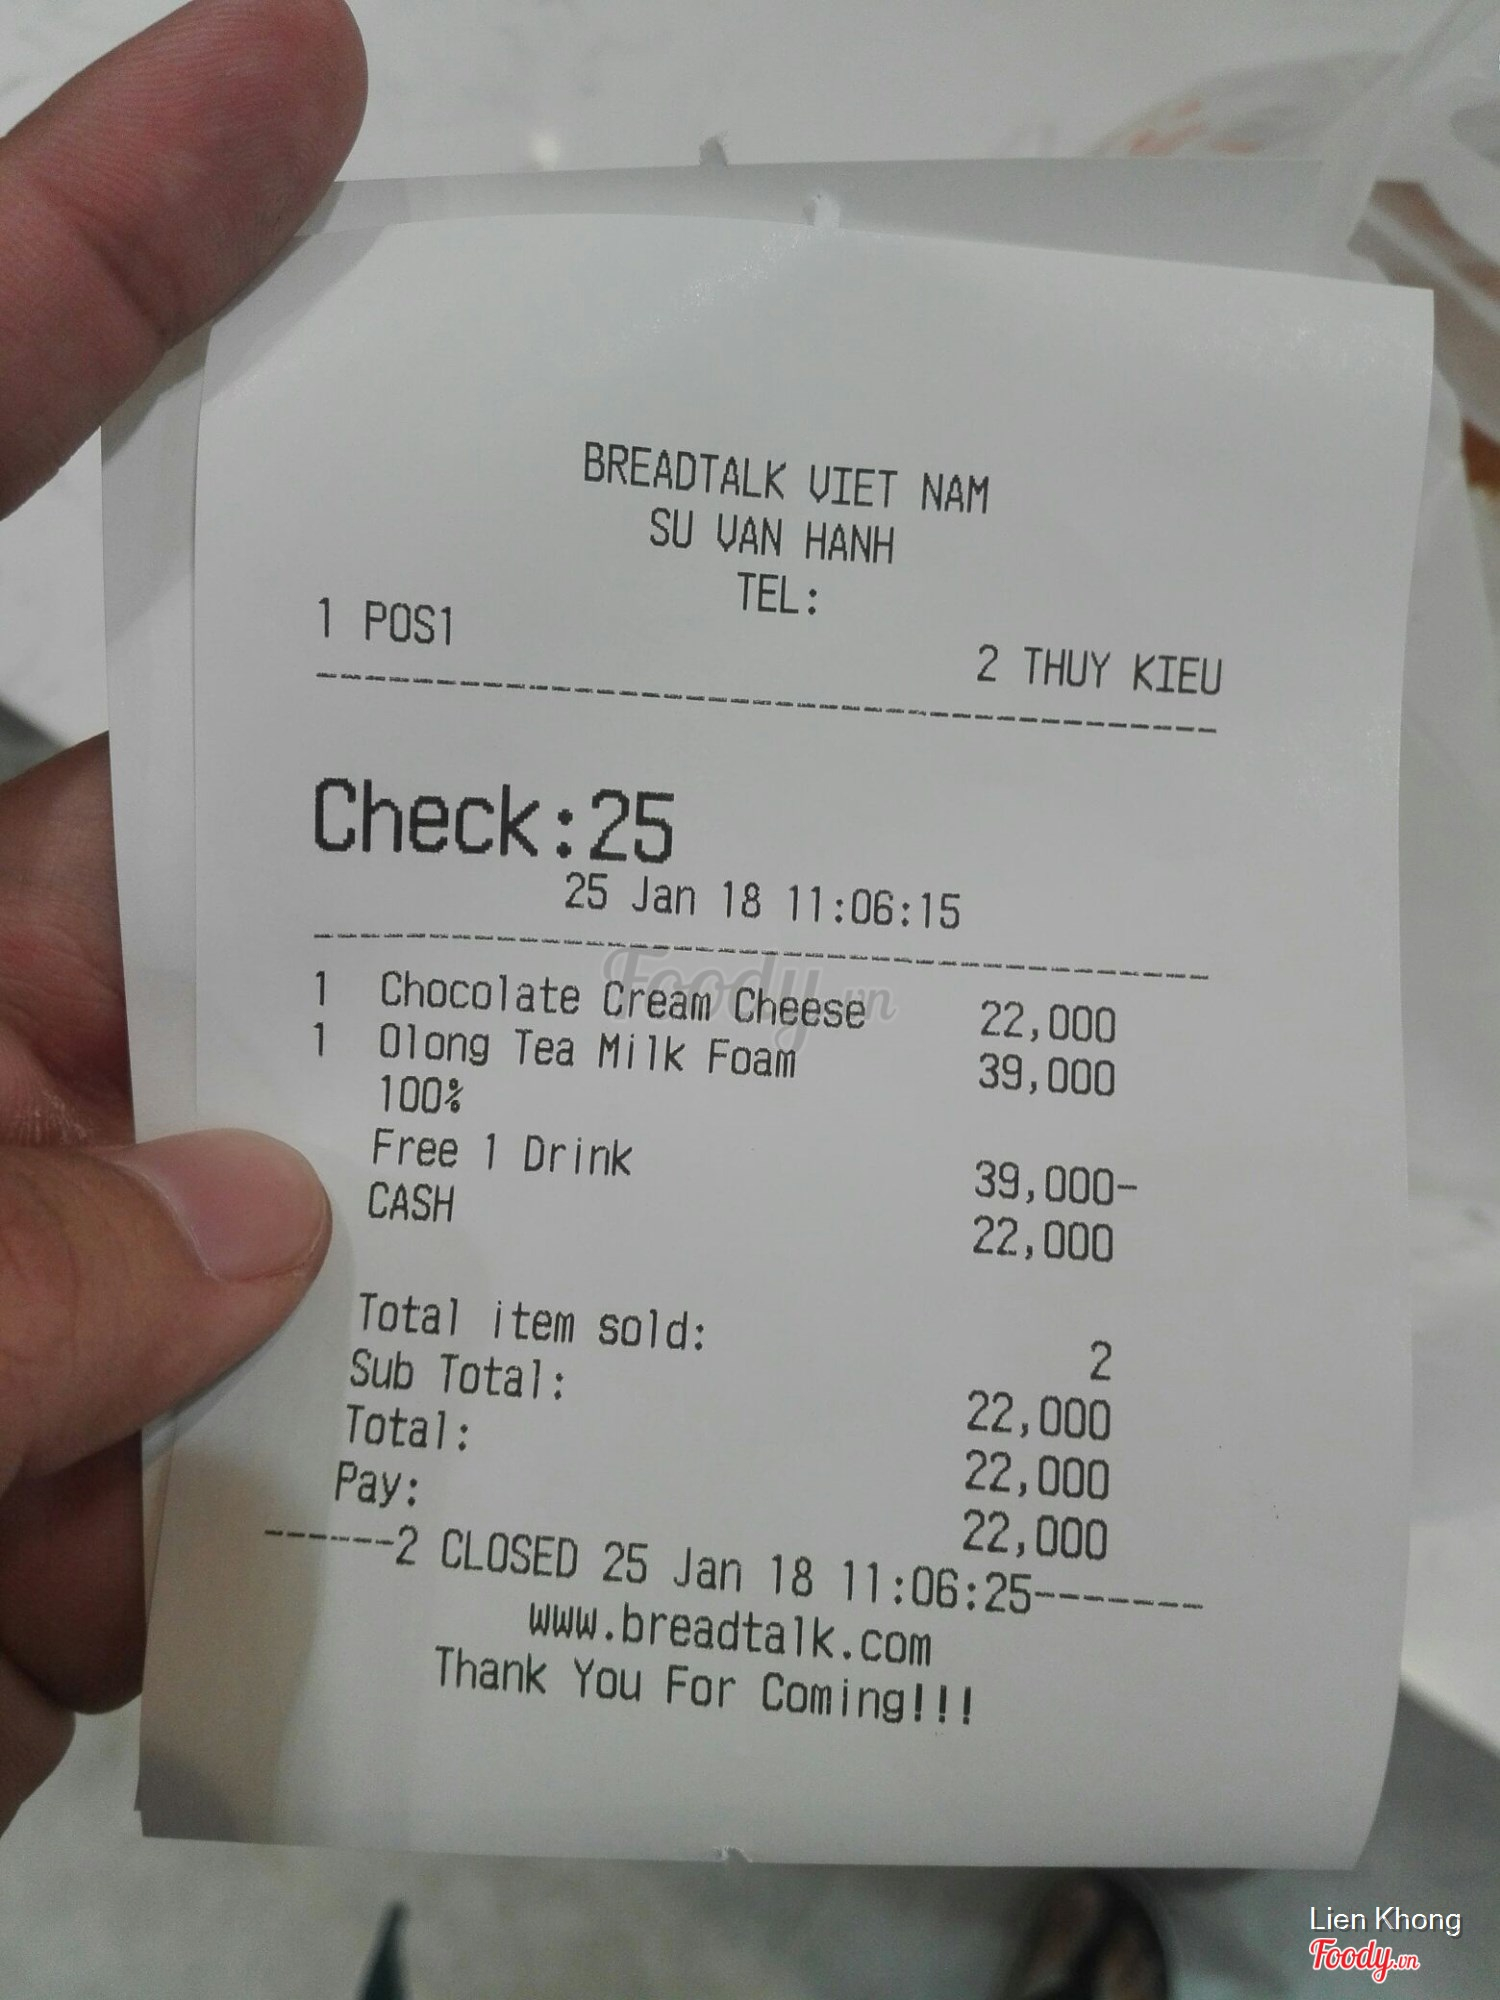 BREADTALK VIET NAM
SU VAN HANH
TEL:
1 POS1
2 THUY KIEU
Check:25
25 Jan 18 11:06:15
1 Chocolate Cream Cheese 22,000
1 Olong Tea Milk Foam 39,000
100%
Free 1 Drink 39,000-
CASH 22,000
Total item sold: 2
Sub Total: 22,000
Total: 22,000
Pay: 22,000
------2 CLOSED 25 Jan 18 11:06:25-------
www.breadtalk.com
Thank You For Coming!!!
Foody.vn
Lien Khong
Foody.vn